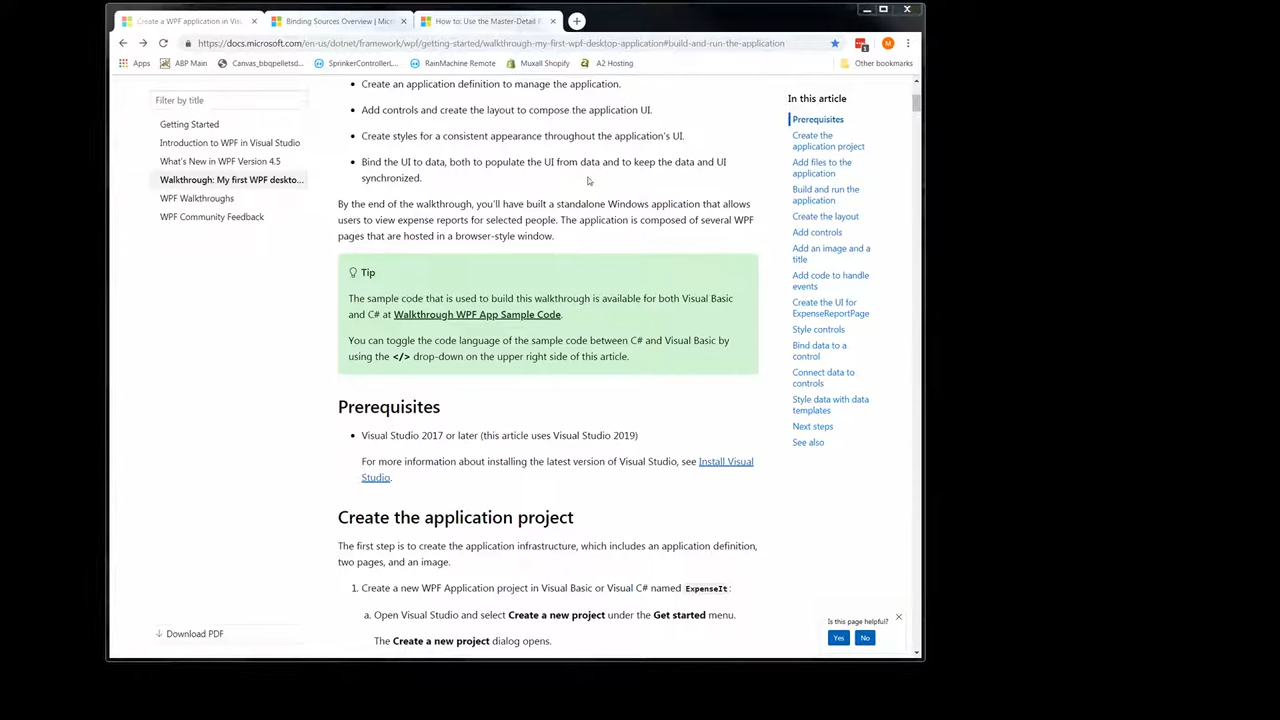 Create a WPF application in Visu
Binding Sources Overview | Micr
How to: Use the Master-Detail P
https://docs.microsoft.com/en-us/dotnet/framework/wpf/getting-started/walkthrough-my-first-wpf-desktop-application#build-and-run-the-application
M
Apps
ABP Main
Canvas_bbqpelletsd...
SprinkerControllerL...
RainMachine Remote
Muxall Shopify
A2 Hosting
Other bookmarks
Filter by title
Getting Started
Introduction to WPF in Visual Studio
What's New in WPF Version 4.5
Walkthrough: My first WPF deskto...
WPF Walkthroughs
WPF Community Feedback
Download PDF
• Create an application definition to manage the application.
• Add controls and create the layout to compose the application UI.
• Create styles for a consistent appearance throughout the application's UI.
• Bind the UI to data, both to populate the UI from data and to keep the data and UI
synchronized.
By the end of the walkthrough, you'll have built a standalone Windows application that allows
users to view expense reports for selected people. The application is composed of several WPF
pages that are hosted in a browser-style window.
Tip
The sample code that is used to build this walkthrough is available for both Visual Basic
and C# at Walkthrough WPF App Sample Code.
You can toggle the code language of the sample code between C# and Visual Basic by
using the </> drop-down on the upper right side of this article.
Prerequisites
• Visual Studio 2017 or later (this article uses Visual Studio 2019)
For more information about installing the latest version of Visual Studio, see Install Visual
Studio.
Create the application project
The first step is to create the application infrastructure, which includes an application definition,
two pages, and an image.
1. Create a new WPF Application project in Visual Basic or Visual C# named ExpenseIt:
a. Open Visual Studio and select Create a new project under the Get started menu.
The Create a new project dialog opens.
In this article
Prerequisites
Create the
application project
Add files to the
application
Build and run the
application
Create the layout
Add controls
Add an image and a
title
Add code to handle
events
Create the UI for
ExpenseReportPage
Style controls
Bind data to a
control
Connect data to
controls
Style data with data
templates
Next steps
See also
Is this page helpful?
Yes
No